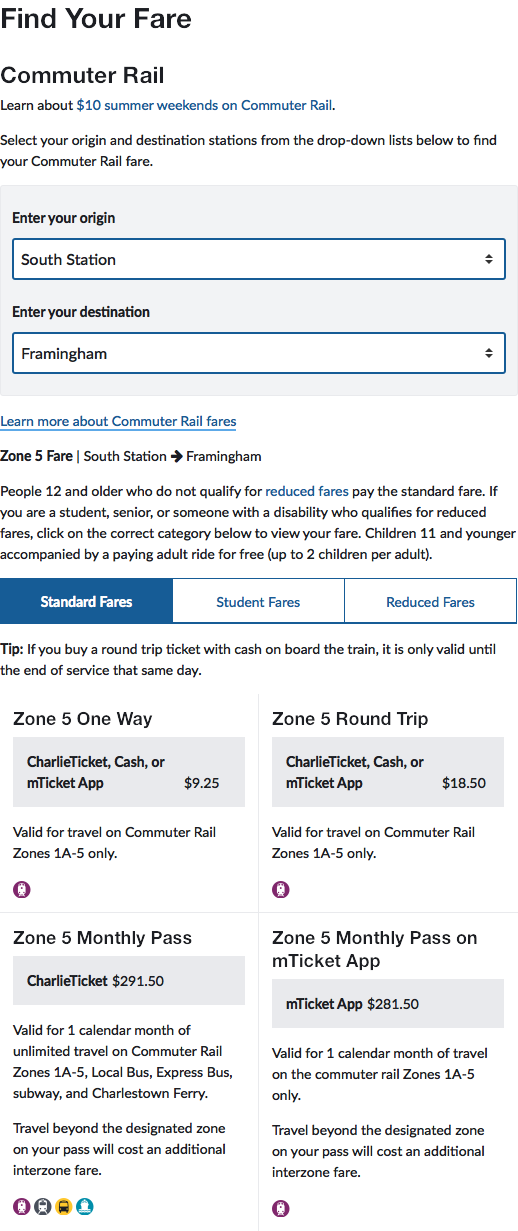 Find Your Fare
Commuter Rail
Learn about $10 summer weekends on Commuter Rail.
Select your origin and destination stations from the drop-down lists below to find
your Commuter Rail fare.
Enter your origin
South Station
Enter your destination
Framingham
Learn more about Commuter Rail fares
Zone 5 Fare | South Station → Framingham
People 12 and older who do not qualify for reduced fares pay the standard fare. If
you are a student, senior, or someone with a disability who qualifies for reduced
fares, click on the correct category below to view your fare. Children 11 and younger
accompanied by a paying adult ride for free (up to 2 children per adult).
Standard Fares
Student Fares
Reduced Fares
Tip: If you buy a round trip ticket with cash on board the train, it is only valid until
the end of service that same day.
Zone 5 One Way
CharlieTicket, Cash, or
mTicket App $9.25
Valid for travel on Commuter Rail
Zones 1A-5 only.
Zone 5 Round Trip
CharlieTicket, Cash, or
mTicket App $18.50
Valid for travel on Commuter Rail
Zones 1A-5 only.
Zone 5 Monthly Pass
CharlieTicket $291.50
Valid for 1 calendar month of
unlimited travel on Commuter Rail
Zones 1A-5, Local Bus, Express Bus,
subway, and Charlestown Ferry.
Travel beyond the designated zone
on your pass will cost an additional
interzone fare.
Zone 5 Monthly Pass on
mTicket App
mTicket App $281.50
Valid for 1 calendar month of travel
on the commuter rail Zones 1A-5
only.
Travel beyond the designated zone
on your pass will cost an additional
interzone fare.